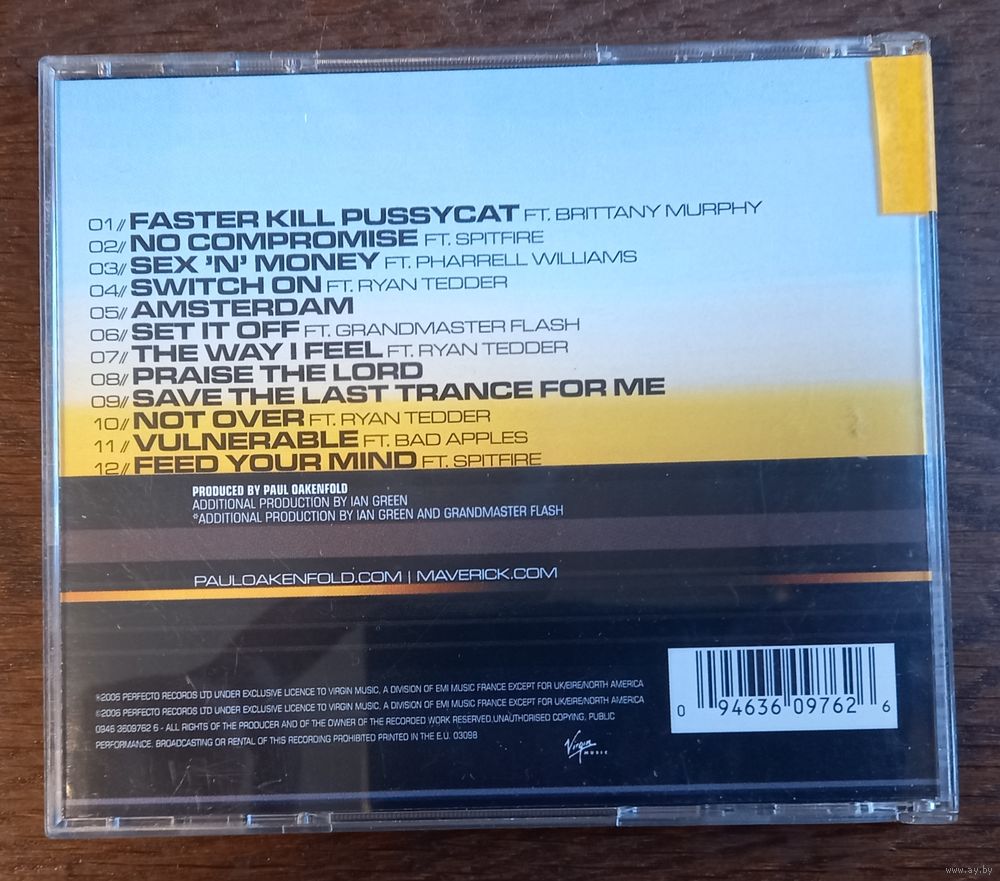 01// FASTER KILL PUSSYCAT FT. BRITTANY MURPHY
02// NO COMPROMISE FT. SPITFIRE
03// SEX 'N' MONEY FT. PHARRELL WILLIAMS
04// SWITCH ON FT. RYAN TEDDER
05// AMSTERDAM
06// SET IT OFF FT. GRANDMASTER FLASH
07// THE WAY I FEEL FT. RYAN TEDDER
08// PRAISE THE LORD
09// SAVE THE LAST TRANCE FOR ME
10// NOT OVER FT. RYAN TEDDER
11// VULNERABLE FT. BAD APPLES
12// FEED YOUR MIND FT. SPITFIRE
PRODUCED BY PAUL OAKENFOLD
ADDITIONAL PRODUCTION BY IAN GREEN
*ADDITIONAL PRODUCTION BY IAN GREEN AND GRANDMASTER FLASH
PAULOAKENFOLD.COM | MAVERICK.COM
℗2006 PERFECTO RECORDS LTD UNDER EXCLUSIVE LICENCE TO VIRGIN MUSIC, A DIVISION OF EMI MUSIC FRANCE EXCEPT FOR UK/EIRE/NORTH AMERICA
©2006 PERFECTO RECORDS LTD UNDER EXCLUSIVE LICENCE TO VIRGIN MUSIC, A DIVISION OF EMI MUSIC FRANCE EXCEPT FOR UK/EIRE/NORTH AMERICA
0946 3609762 6 - ALL RIGHTS OF THE PRODUCER AND OF THE OWNER OF THE RECORDED WORK RESERVED.UNAUTHORISED COPYING, PUBLIC
PERFORMANCE. BROADCASTING OR RENTAL OF THIS RECORDING PROHIBITED PRINTED IN THE E.U. 03098
Virgin
MUSIC
0 94636 09762 6
www.ay.by